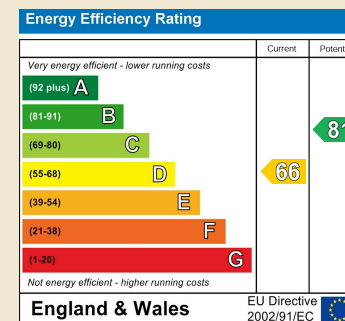 Energy Efficiency Rating
Current Potent
Very energy efficient - lower running costs
(92 plus) A
(81-91) B
(69-80) C
(55-68) D
(39-54) E
(21-38) F
(1-20) G
66
81
Not energy efficient - higher running costs
England & Wales
EU Directive
2002/91/EC